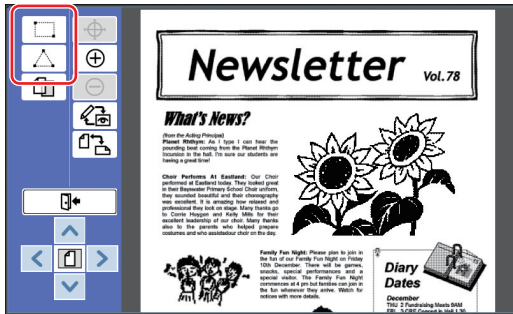 Newsletter Vol. 78
What's News?
(from the Acting Principal)
Planet Rhthym: As I type I can hear the
pounding beat coming from the Planet Rhthym
Incursion in the hall. I'm sure our students are
having a great time!
Choir Performs At Eastland: Our Choir
performed at Eastland today. They looked great
in their Bayswater Primary School Choir uniform,
they sounded beautiful and their choreography
was excellent. It is amazing how relaxed and
professional they look on stage. Many thanks go
to Corrie Huygen and Kelly Mills for their
excellent leadership of our choir. Many thanks
also to the parents who helped prepare
costumes and who assistedour choir on the day.
Family Fun Night: Please plan to join in
the fun of our Family Fun Night on Friday
10th December. There will be games,
snacks, special performances and a
special visitor. The Family Fun Night
commences at 4 pm but families can join in
the fun whenever they arrive. Watch for
notices with more details.
Diary
Dates
December
THU 2 Fundraising Meets 9AM